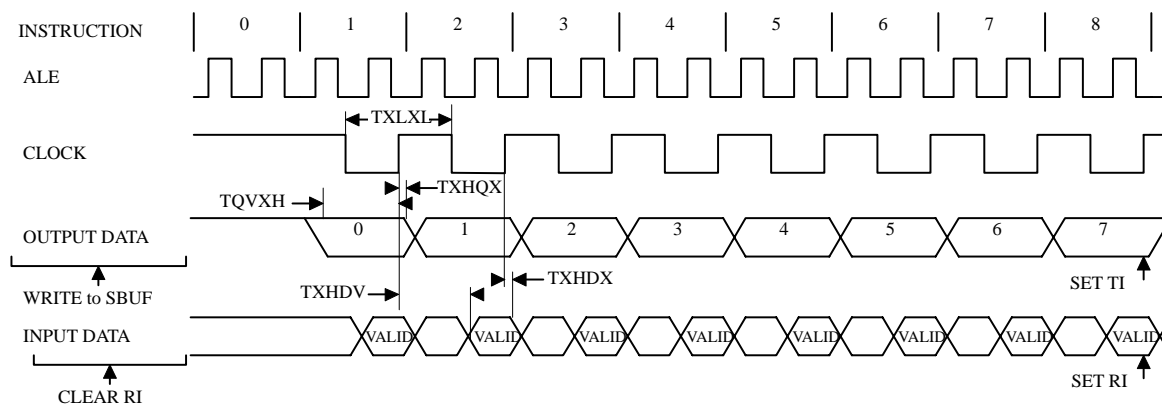 INSTRUCTION 0 1 2 3 4 5 6 7 8
ALE
TXLXL
CLOCK
TXHQX
TQVXH
OUTPUT DATA 0 1 2 3 4 5 6 7
TXHDX
SET TI
TXHDV
WRITE to SBUF
INPUT DATA VALID VALID VALID VALID VALID VALID VALID VALID
SET RI
CLEAR RI